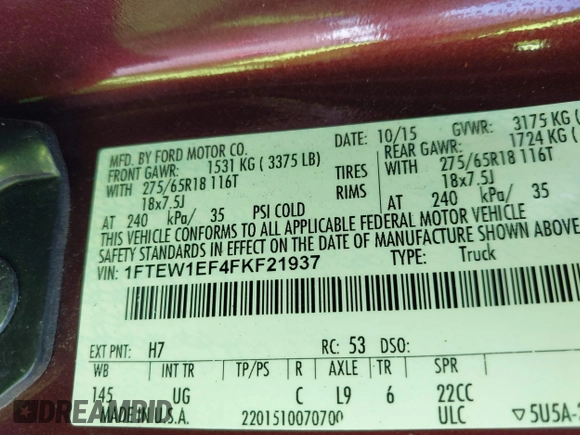 MFD. BY FORD MOTOR CO.
DATE: 10/15
GVWR: 3175 KG
FRONT GAWR: 1531 KG ( 3375 LB)
REAR GAWR: 1724 KG (
WITH 275/65R18 116T
TIRES
WITH 275/65R18 116T
18x7.5J
RIMS
18x7.5J
AT 240 kPa/ 35 PSI COLD
AT 240 kPa/ 35
THIS VEHICLE CONFORMS TO ALL APPLICABLE FEDERAL MOTOR VEHICLE
SAFETY STANDARDS IN EFFECT ON THE DATE OF MANUFACTURE SHOWN ABOVE
VIN: 1FTEW1EF4FKF21937
TYPE: Truck
EXT PNT: H7
RC: 53 DSO:
WB INT TR TP/PS R AXLE TR SPR
145 UG C L9 6 22CC
MADE IN U.S.A.
2201510070700
ULC
▽5U5A-
DREAMBID